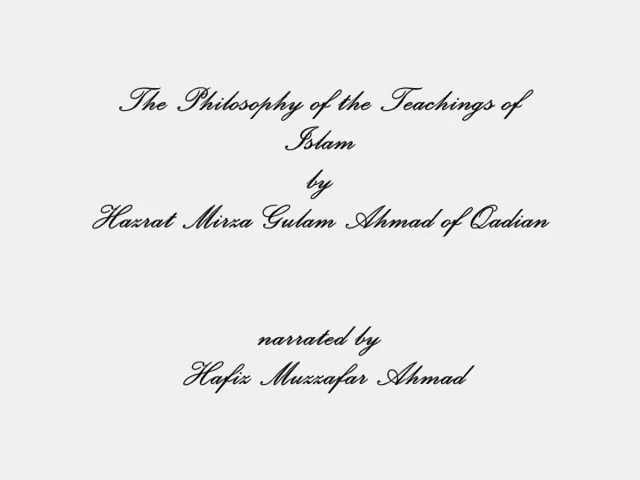 The Philosophy of the Teachings of
Islam
by
Hazrat Mirza Gulam Ahmad of Qadian
narrated by
Hafiz Muzzafar Ahmad